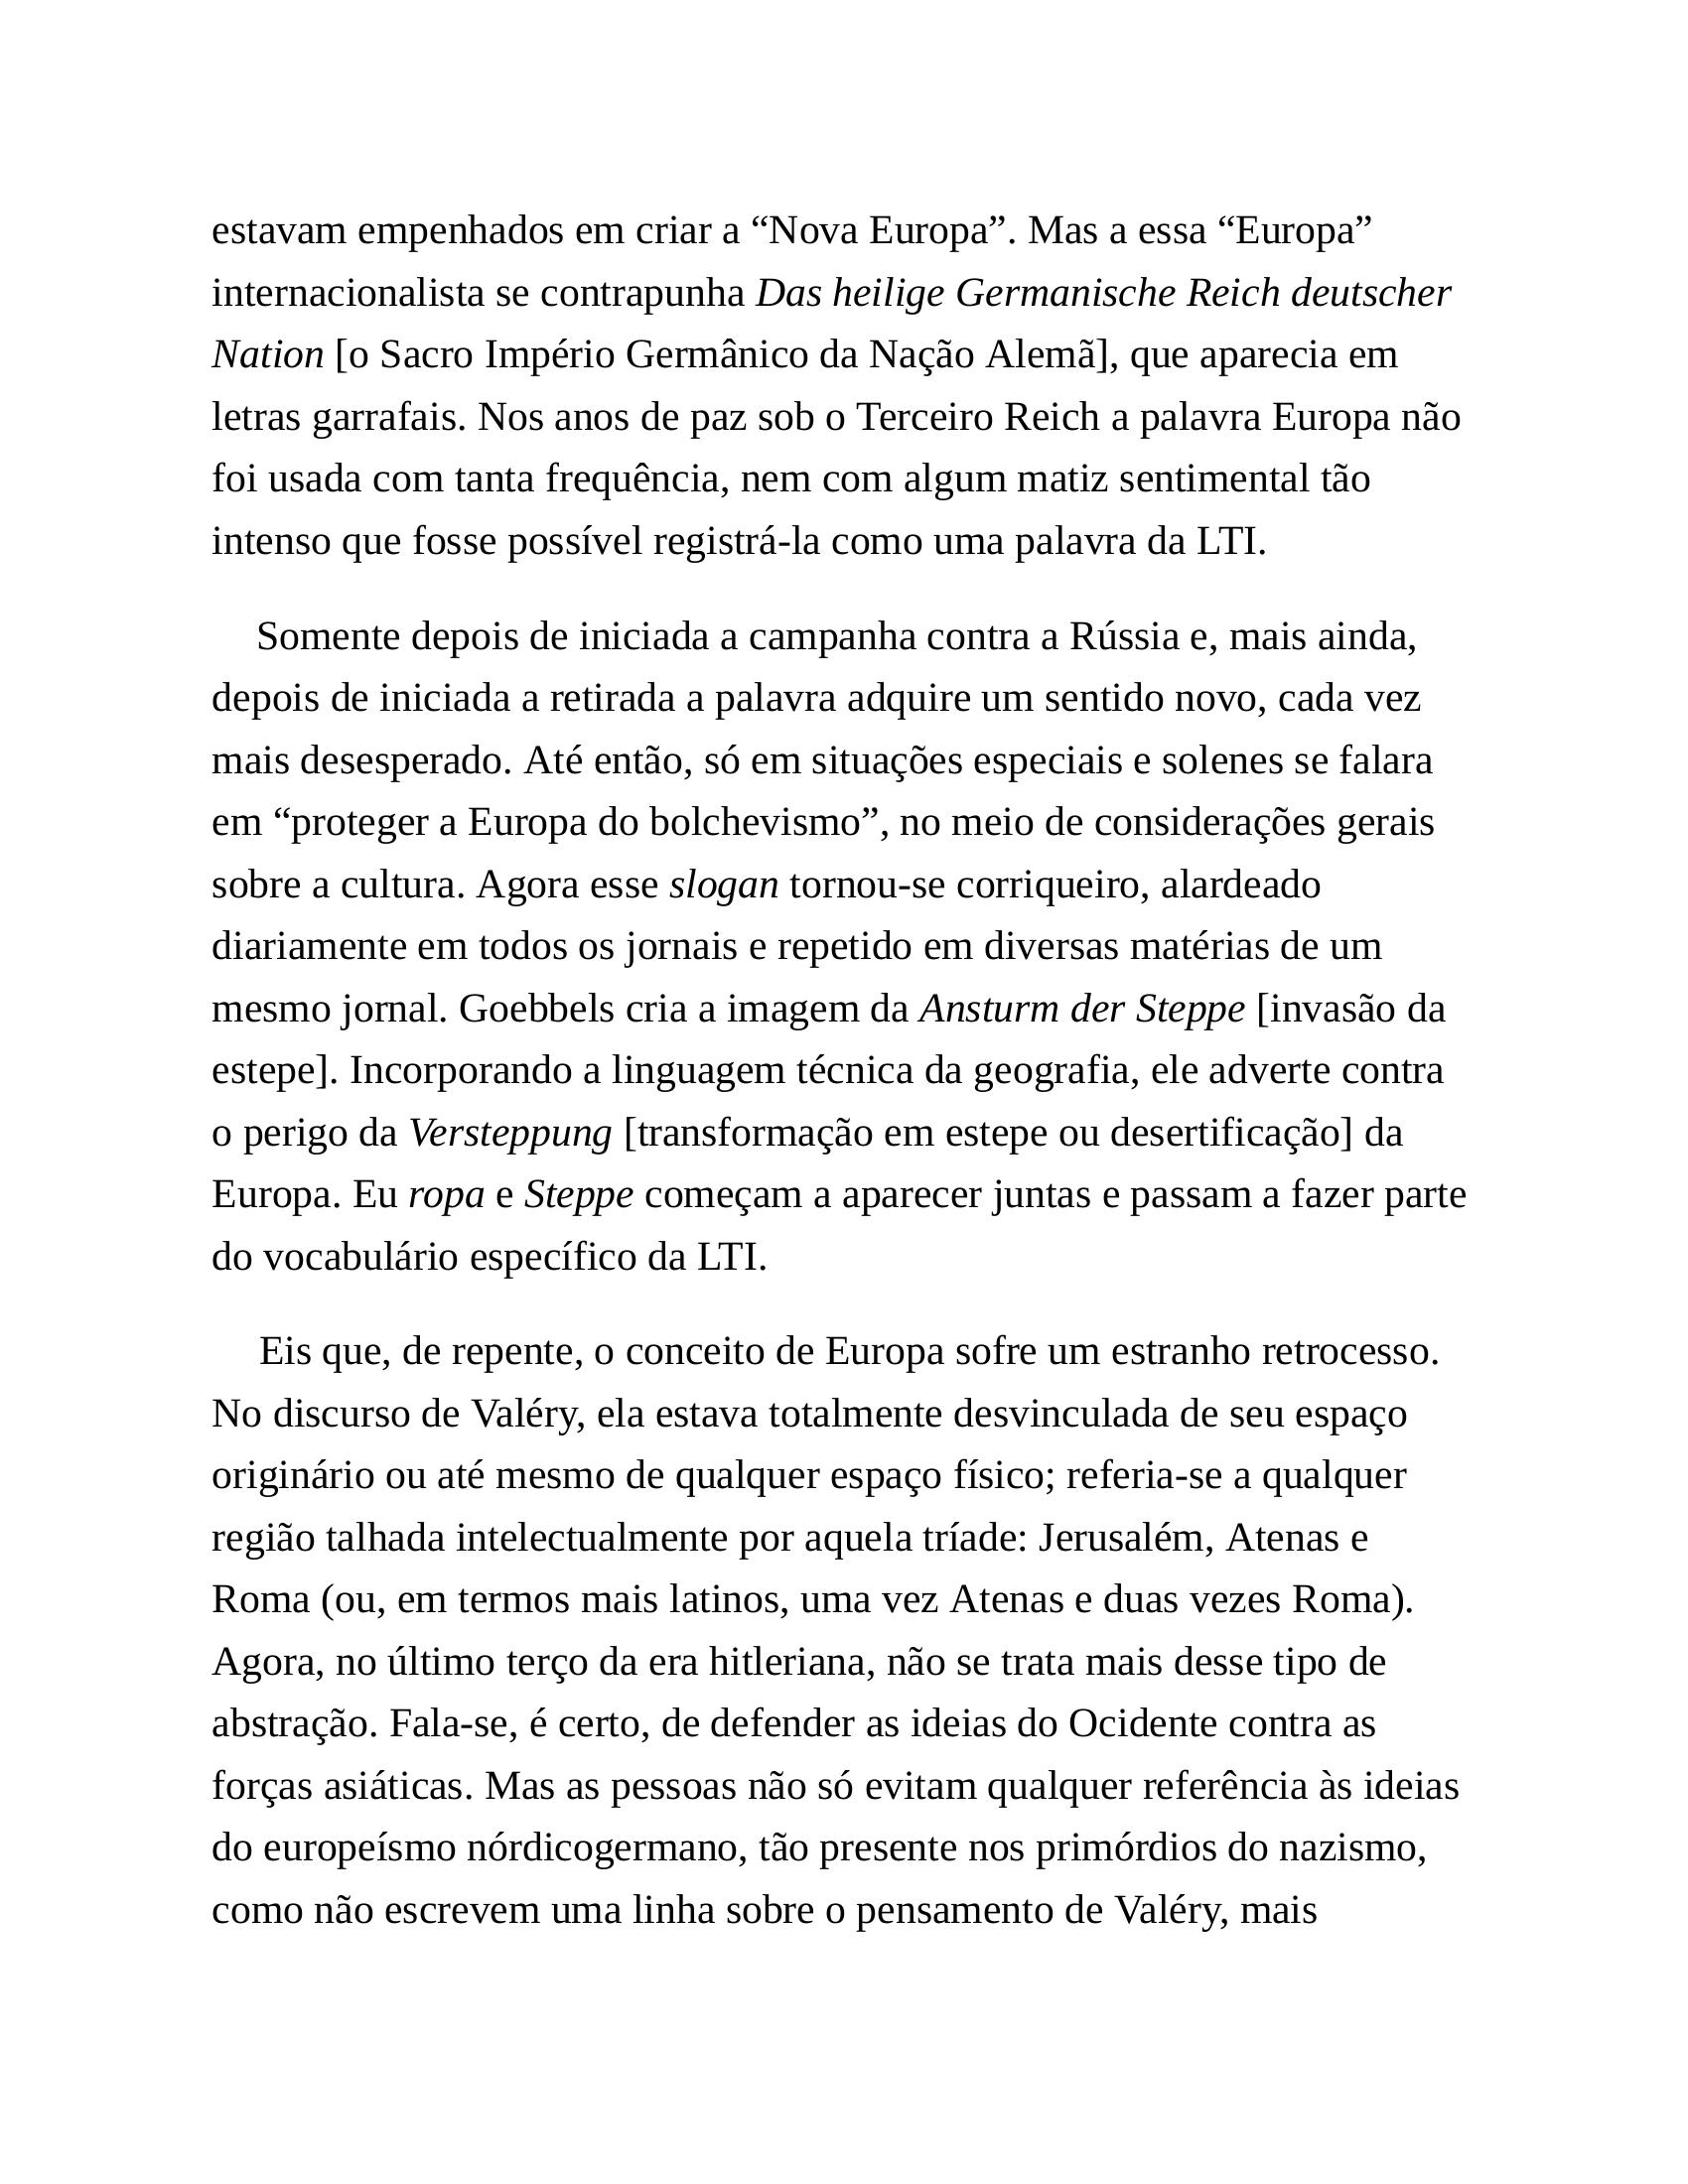 estavam empenhados em criar a “Nova Europa”. Mas a essa “Europa”
internacionalista se contrapunha Das heilige Germanische Reich deutscher
Nation [o Sacro Império Germânico da Nação Alemã], que aparecia em
letras garrafais. Nos anos de paz sob o Terceiro Reich a palavra Europa não
foi usada com tanta frequência, nem com algum matiz sentimental tão
intenso que fosse possível registrá-la como uma palavra da LTI.
Somente depois de iniciada a campanha contra a Rússia e, mais ainda,
depois de iniciada a retirada a palavra adquire um sentido novo, cada vez
mais desesperado. Até então, só em situações especiais e solenes se falara
em “proteger a Europa do bolchevismo”, no meio de considerações gerais
sobre a cultura. Agora esse slogan tornou-se corriqueiro, alardeado
diariamente em todos os jornais e repetido em diversas matérias de um
mesmo jornal. Goebbels cria a imagem da Ansturm der Steppe [invasão da
estepe]. Incorporando a linguagem técnica da geografia, ele adverte contra
o perigo da Versteppung [transformação em estepe ou desertificação] da
Europa. Eu ropa e Steppe começam a aparecer juntas e passam a fazer parte
do vocabulário específico da LTI.
Eis que, de repente, o conceito de Europa sofre um estranho retrocesso.
No discurso de Valéry, ela estava totalmente desvinculada de seu espaço
originário ou até mesmo de qualquer espaço físico; referia-se a qualquer
região talhada intelectualmente por aquela tríade: Jerusalém, Atenas e
Roma (ou, em termos mais latinos, uma vez Atenas e duas vezes Roma).
Agora, no último terço da era hitleriana, não se trata mais desse tipo de
abstração. Fala-se, é certo, de defender as ideias do Ocidente contra as
forças asiáticas. Mas as pessoas não só evitam qualquer referência às ideias
do europeísmo nórdicogermano, tão presente nos primórdios do nazismo,
como não escrevem uma linha sobre o pensamento de Valéry, mais